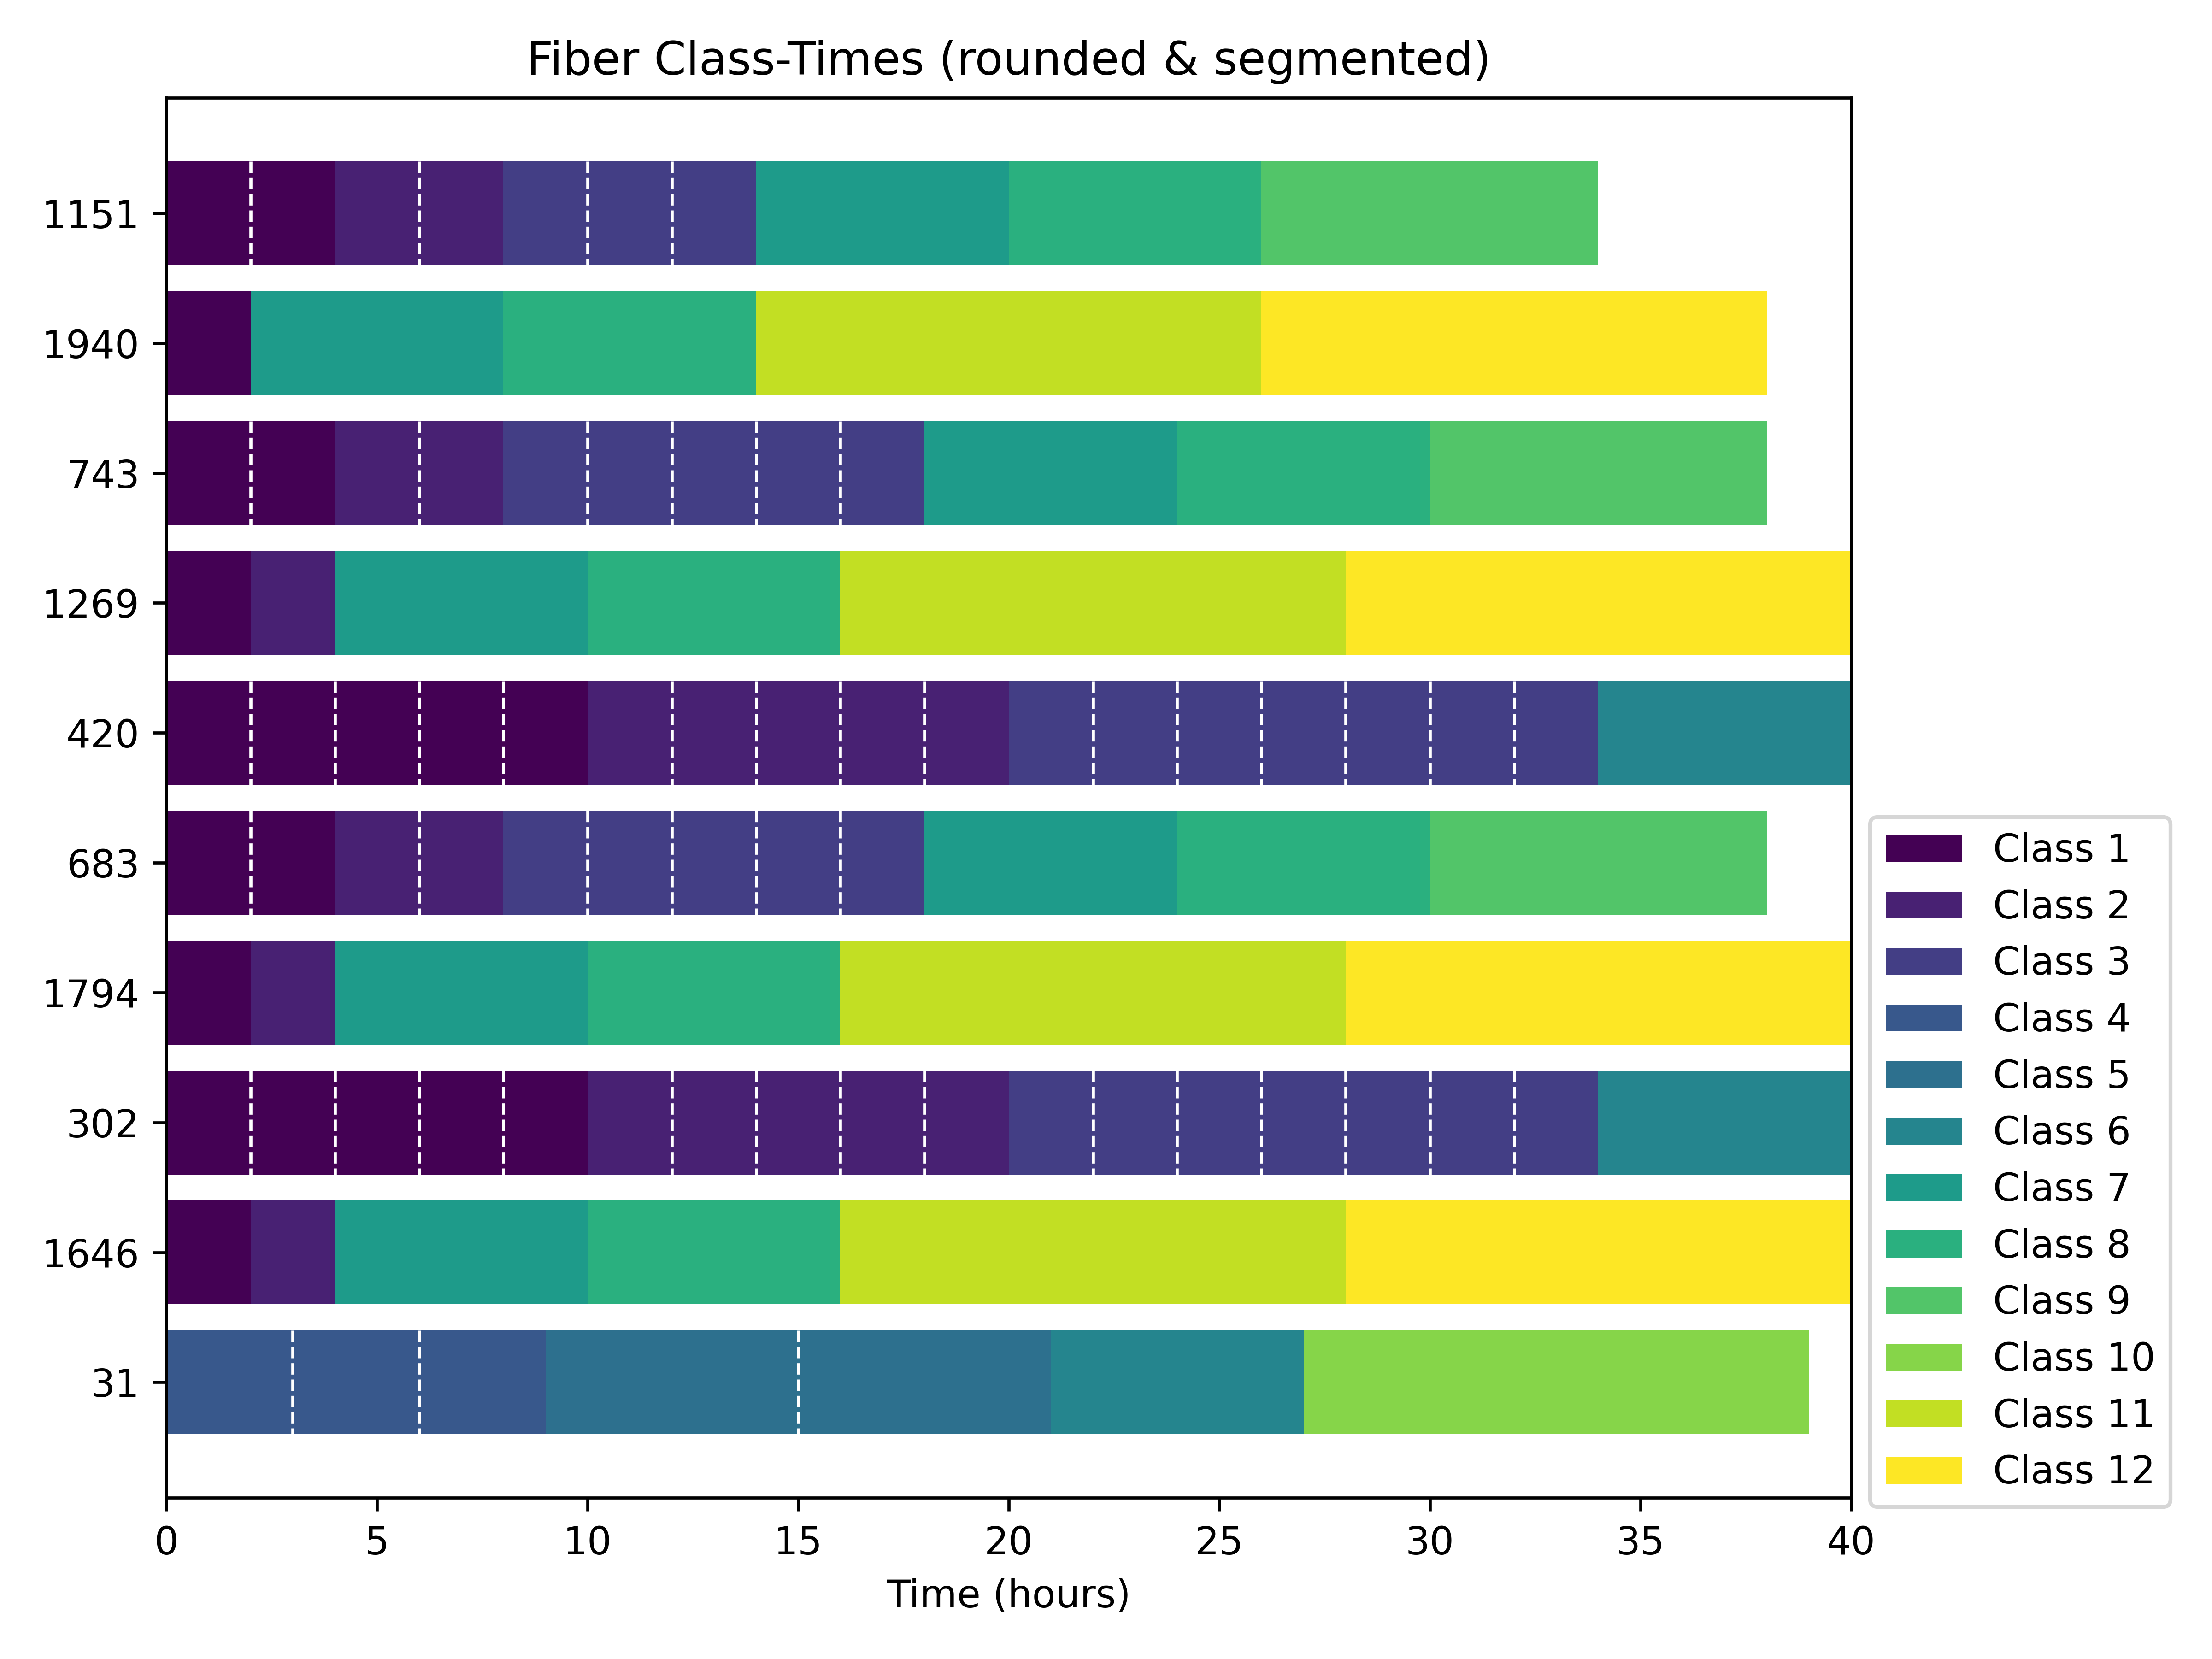 Fiber Class-Times (rounded & segmented)
1151
1940
743
1269
420
683
1794
302
1646
31
0 5 10 15 20 25 30 35 40
Time (hours)
Class 1
Class 2
Class 3
Class 4
Class 5
Class 6
Class 7
Class 8
Class 9
Class 10
Class 11
Class 12